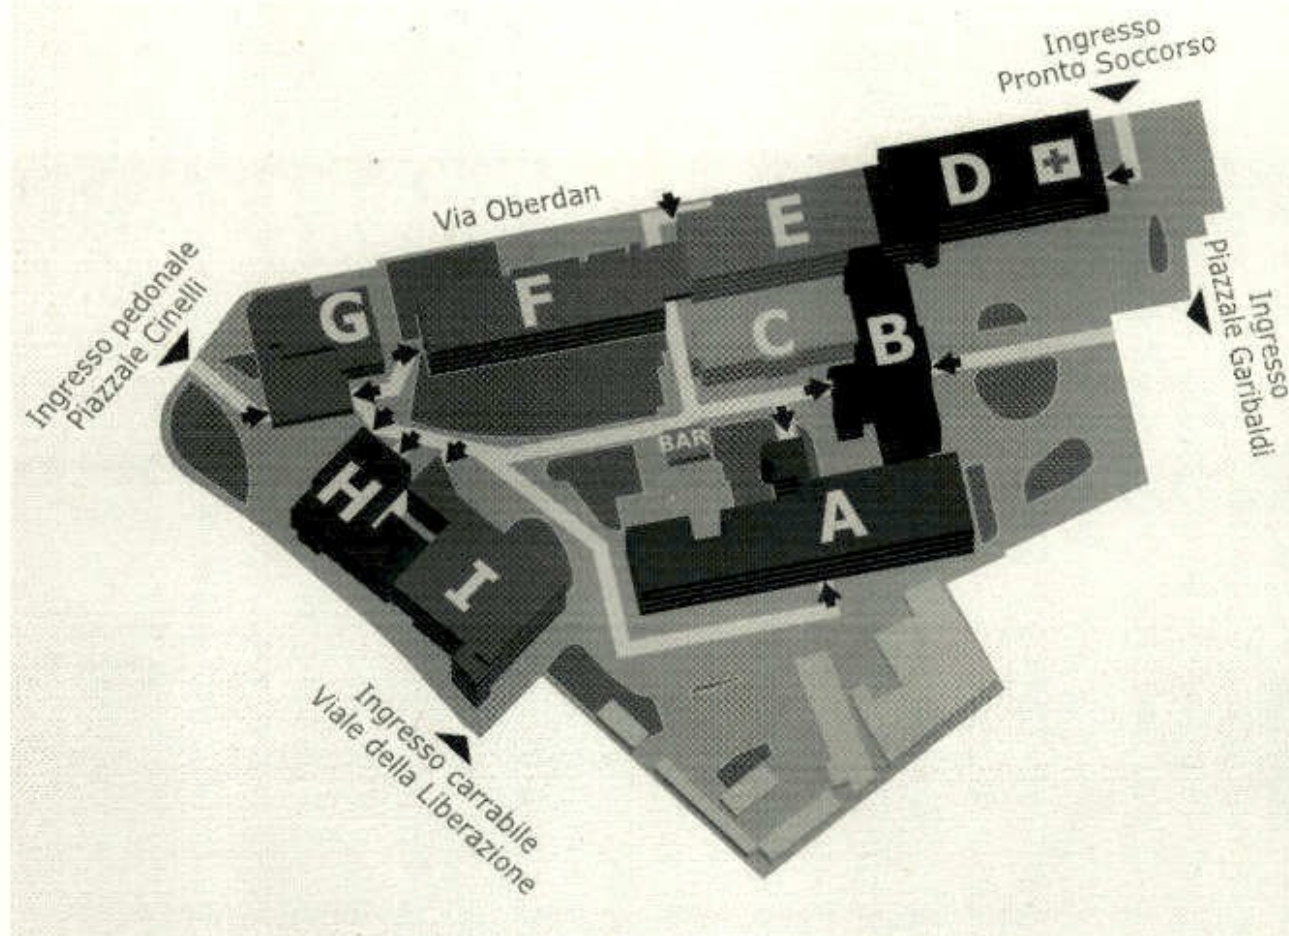 Ingresso
Pronto Soccorso
Via Oberdan
D
E
Ingresso pedonale
Piazzale Cinelli
G
F
C
B
Ingresso
Piazzale Garibaldi
BAR
H
A
I
Ingresso carrabile
Viale della Liberazione